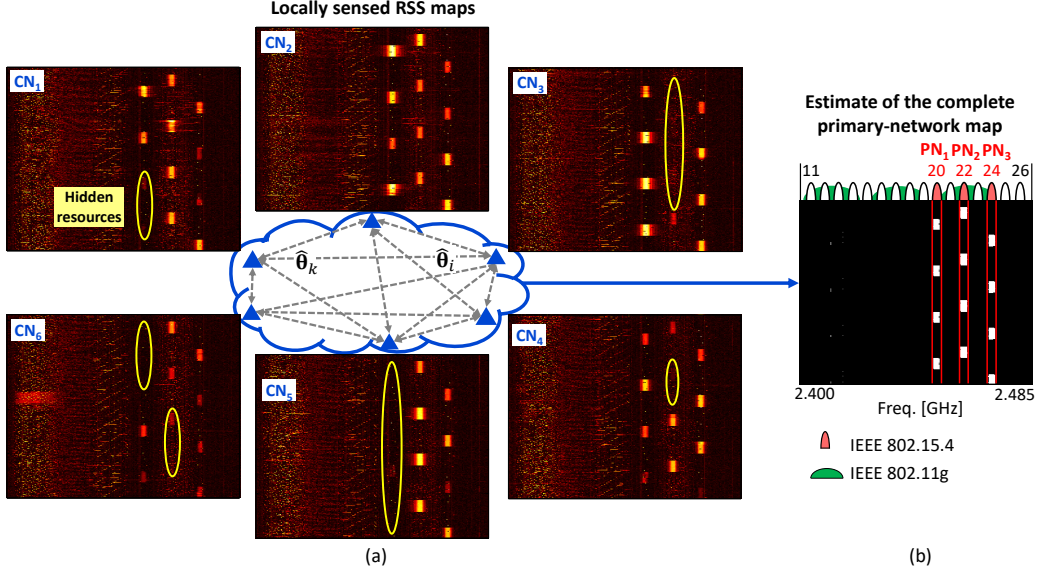 Locally sensed RSS maps
CN1
CN2
CN3
Hidden
resources
θ̂k
θ̂i
CN6
CN5
CN4
(a)
Estimate of the complete
primary-network map
PN1 PN2 PN3
11 20 22 24 26
2.400 2.485
Freq. [GHz]
IEEE 802.15.4
IEEE 802.11g
(b)